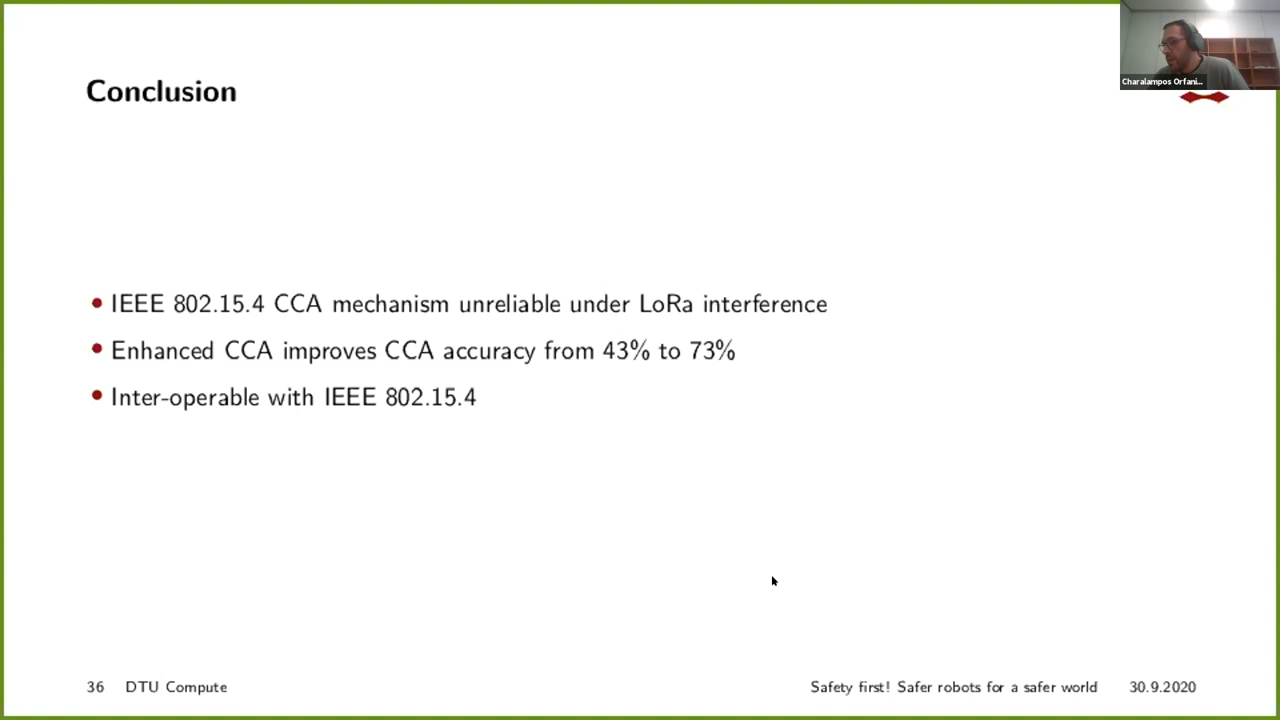 Charalampos Orfani...
Conclusion
• IEEE 802.15.4 CCA mechanism unreliable under LoRa interference
• Enhanced CCA improves CCA accuracy from 43% to 73%
• Inter-operable with IEEE 802.15.4
36 DTU Compute Safety first! Safer robots for a safer world 30.9.2020